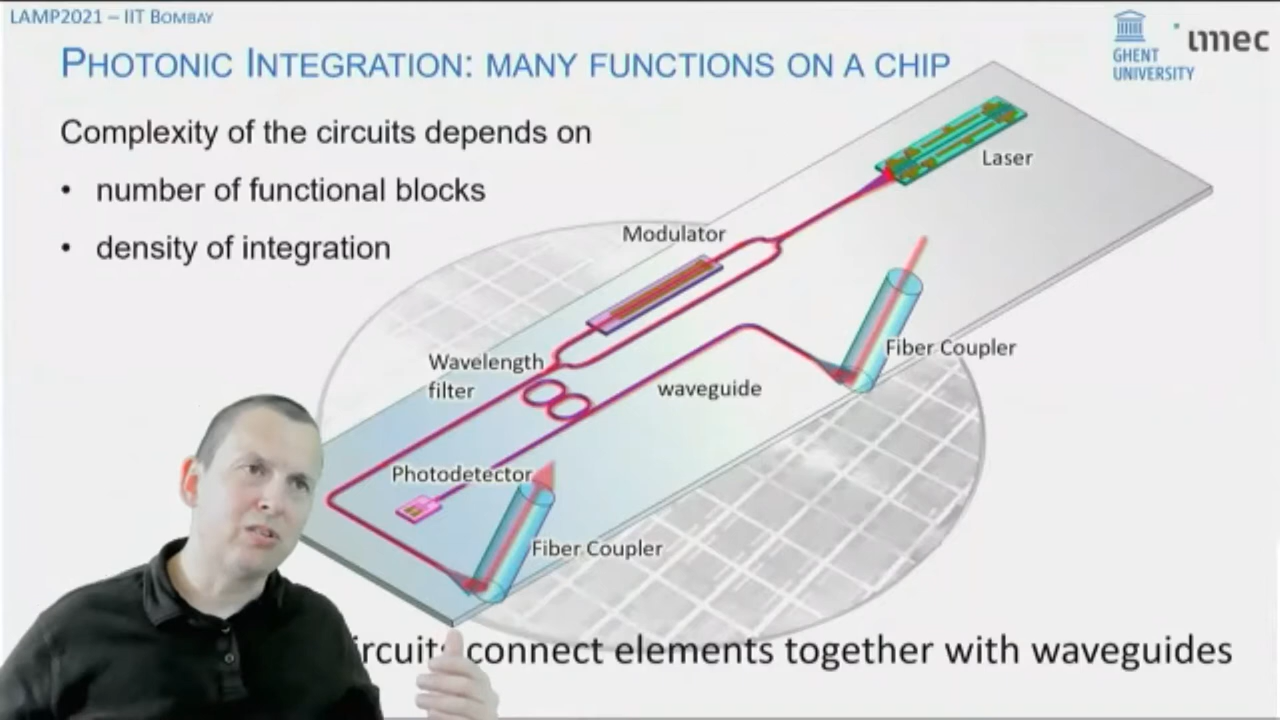 LAMP2021 – IIT BOMBAY
PHOTONIC INTEGRATION: MANY FUNCTIONS ON A CHIP
GHENT
UNIVERSITY
imec
Complexity of the circuits depends on
• number of functional blocks
• density of integration
Laser
Modulator
Fiber Coupler
Wavelength
filter
waveguide
Photodetector
Fiber Coupler
connect elements together with waveguides